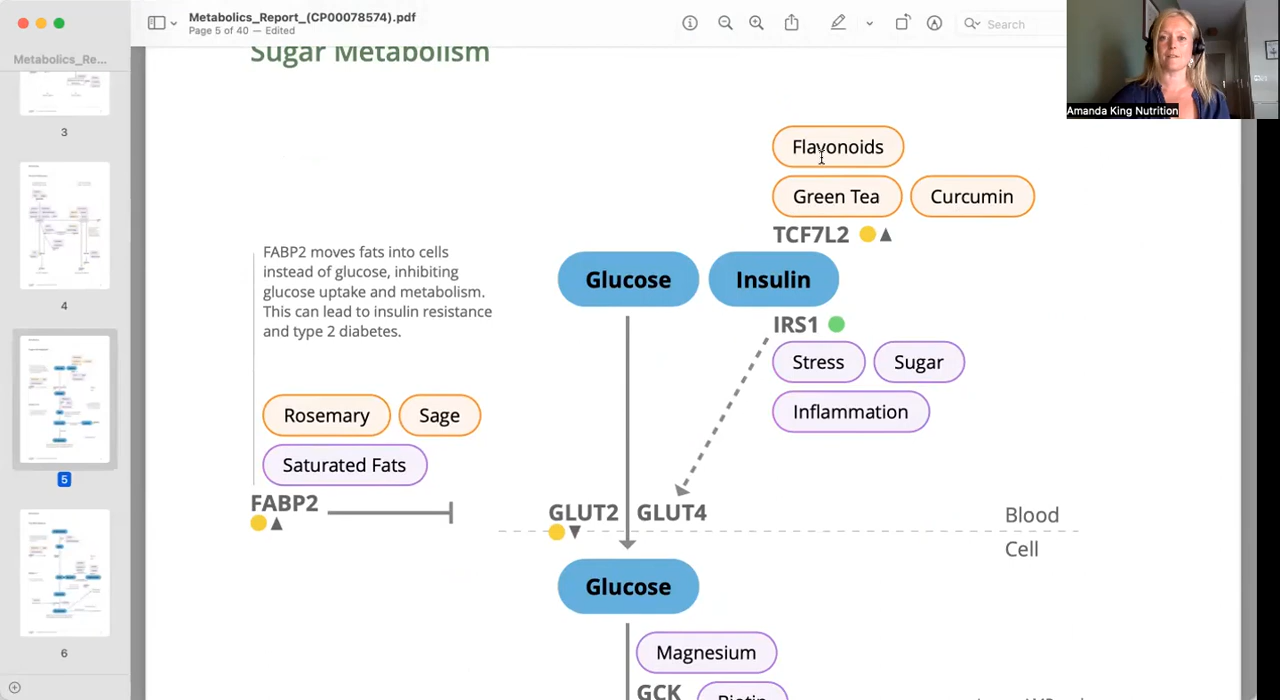 Metabolics_Report_(CP00078574).pdf
Page 5 of 40 — Edited
Search
Metabolics_Re...
3
4
5
6
Amanda King Nutrition
Sugar Metabolism
Flavonoids
Green Tea
Curcumin
TCF7L2
FABP2 moves fats into cells
instead of glucose, inhibiting
glucose uptake and metabolism.
This can lead to insulin resistance
and type 2 diabetes.
Glucose
Insulin
IRS1
Stress
Sugar
Inflammation
Rosemary
Sage
Saturated Fats
FABP2
GLUT2
GLUT4
Blood
Cell
Glucose
Magnesium
GCK
Biotin